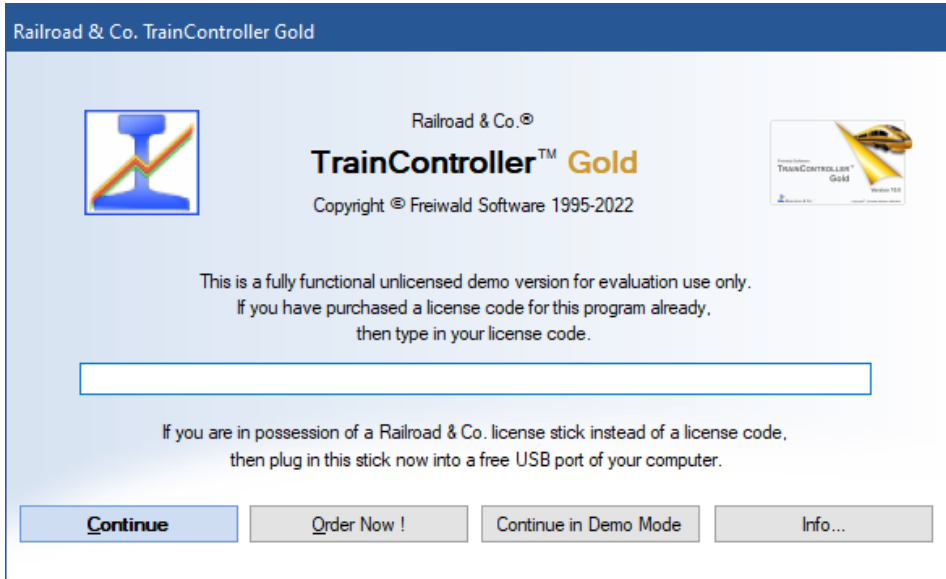 Railroad & Co. TrainController Gold
Railroad & Co.®
TrainController™ Gold
Copyright © Freiwald Software 1995-2022
TRAINCONTROLLER™
Gold
This is a fully functional unlicensed demo version for evaluation use only.
If you have purchased a license code for this program already,
then type in your license code.
If you are in possession of a Railroad & Co. license stick instead of a license code,
then plug in this stick now into a free USB port of your computer.
Continue
Order Now !
Continue in Demo Mode
Info...